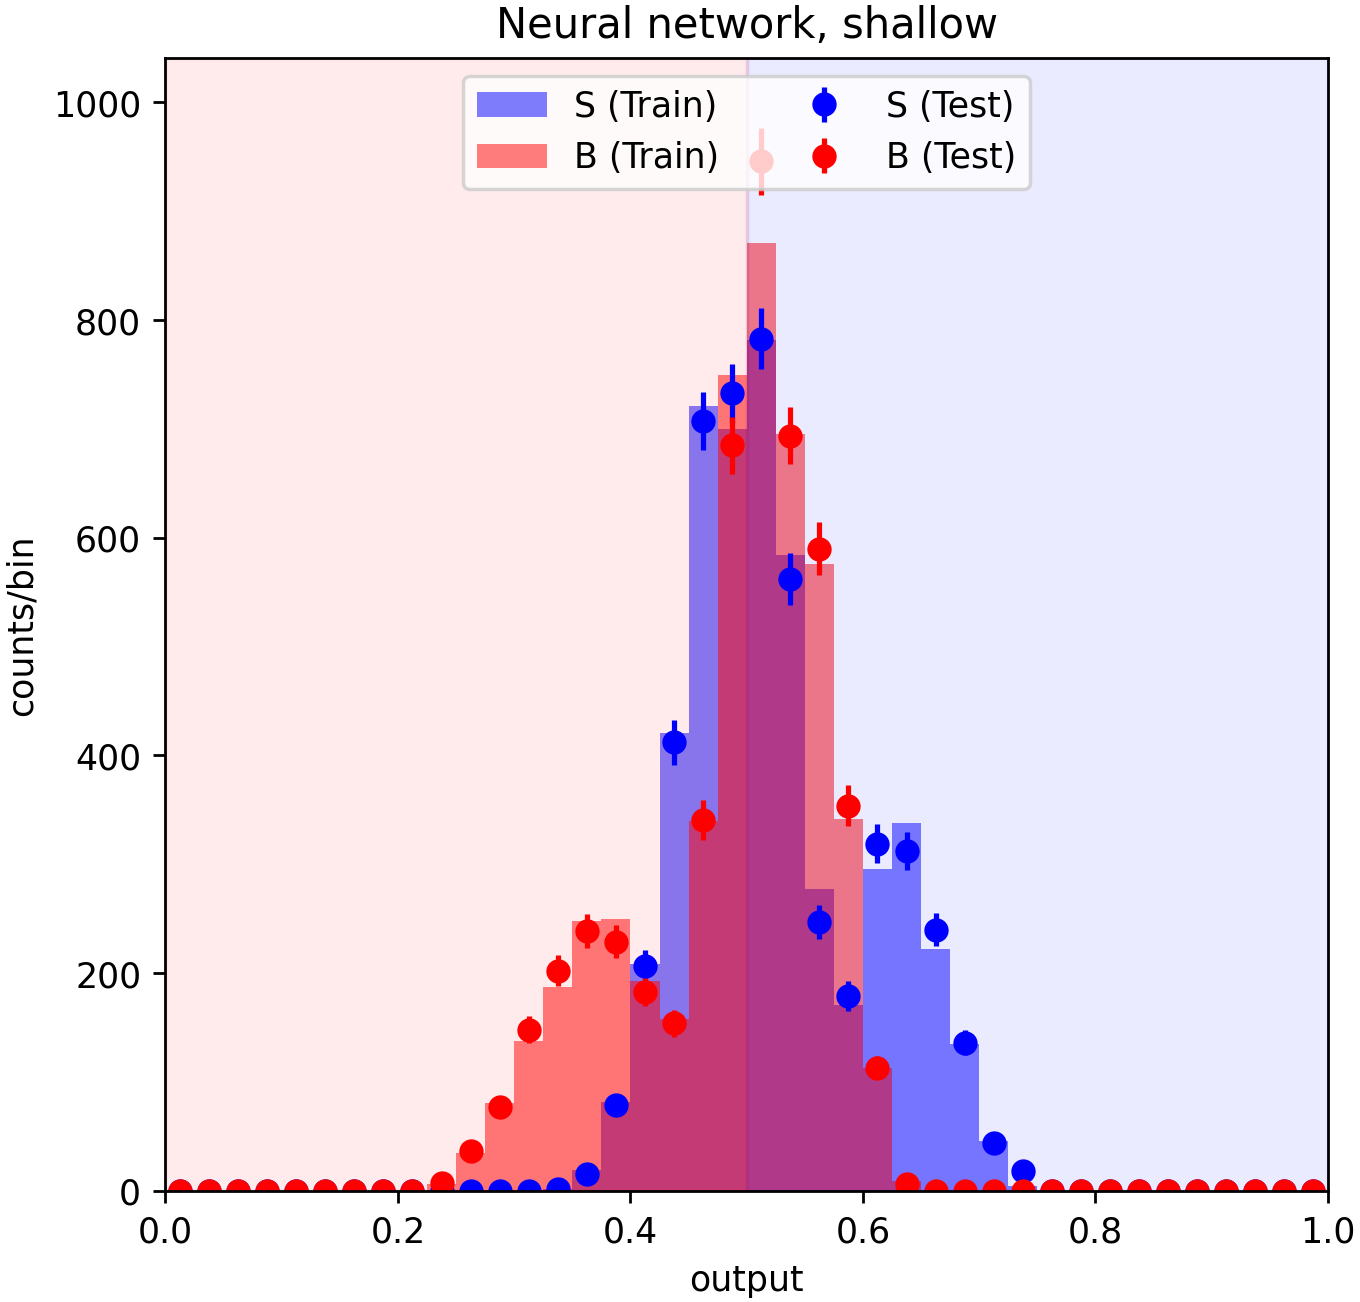 Neural network, shallow
S (Train)
B (Train)
S (Test)
B (Test)
counts/bin
1000
800
600
400
200
0
0.0 0.2 0.4 0.6 0.8 1.0
output